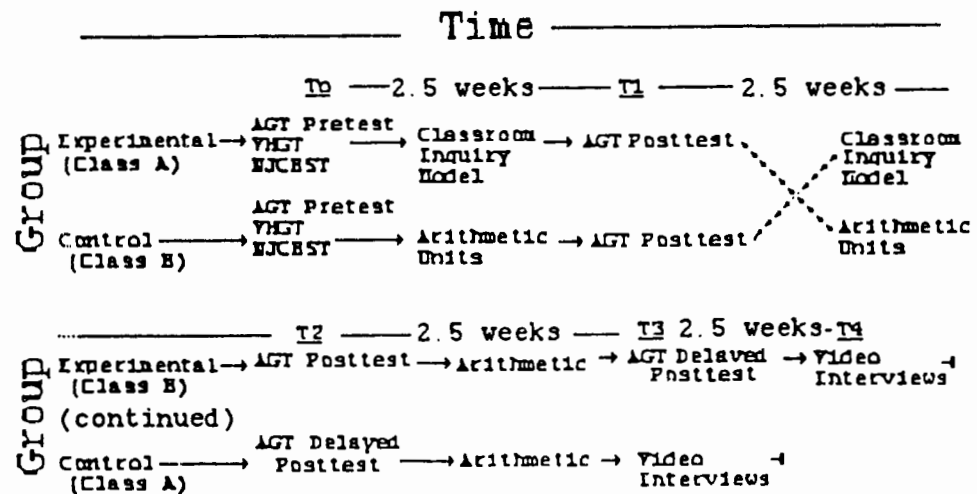 Time
T0 2.5 weeks T1 2.5 weeks
Group
Experimental
(Class A)
AGT Pretest
VHGT
NJCBST
Classroom
Inquiry
Model
AGT Posttest
Classroom
Inquiry
Model
Control
(Class B)
AGT Pretest
VHGT
NJCBST
Arithmetic
Units
AGT Posttest
Arithmetic
Units
T2 2.5 weeks T3 2.5 weeks-T4
Group
Experimental
(Class B)
(continued)
AGT Posttest
Arithmetic
AGT Delayed
Posttest
Video
Interviews
Control
(Class A)
AGT Delayed
Posttest
Arithmetic
Video
Interviews